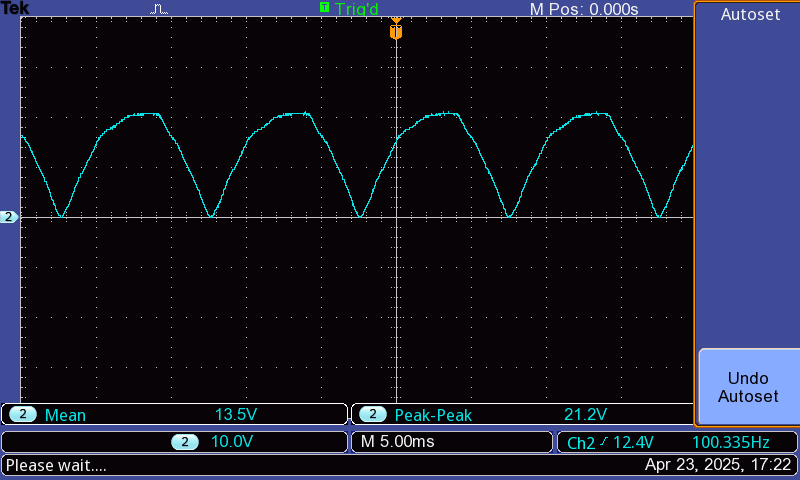 Tek T Trig'd M Pos: 0.000s Autoset
T
2
Undo
Autoset
2 Mean 13.5V 2 Peak-Peak 21.2V
2 10.0V M 5.00ms Ch2 12.4V 100.335Hz
Please wait.... Apr 23, 2025, 17:22